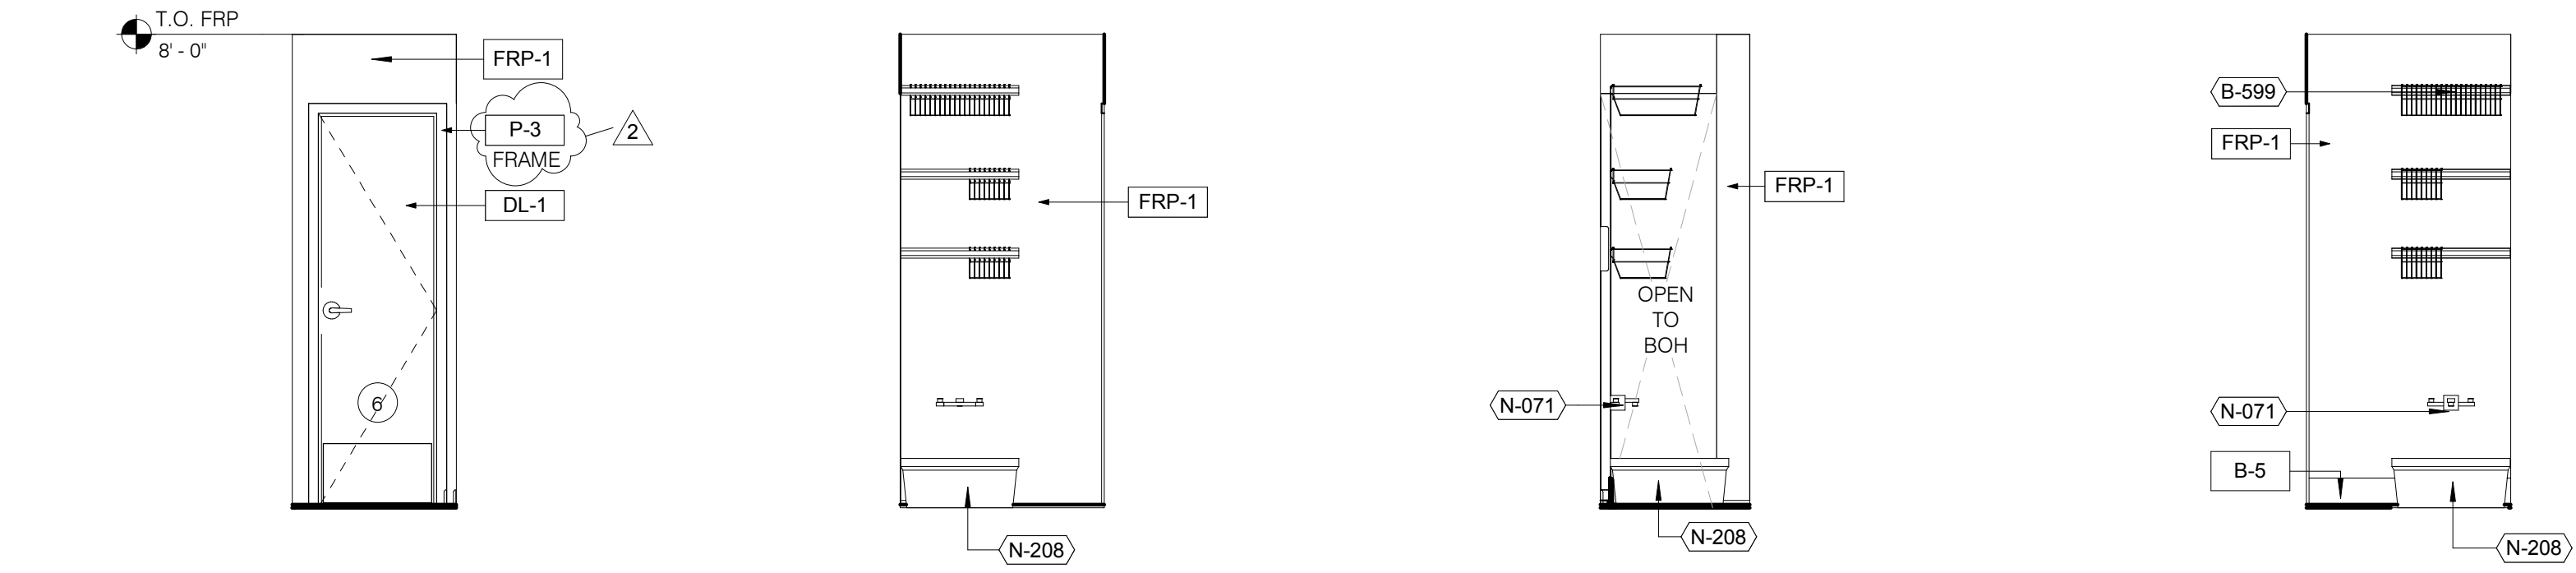 T.O. FRP
8' - 0"
FRP-1
P-3
FRAME
2
DL-1
6
FRP-1
N-208
FRP-1
OPEN
TO
BOH
N-071
N-208
B-599
FRP-1
N-071
B-5
N-208